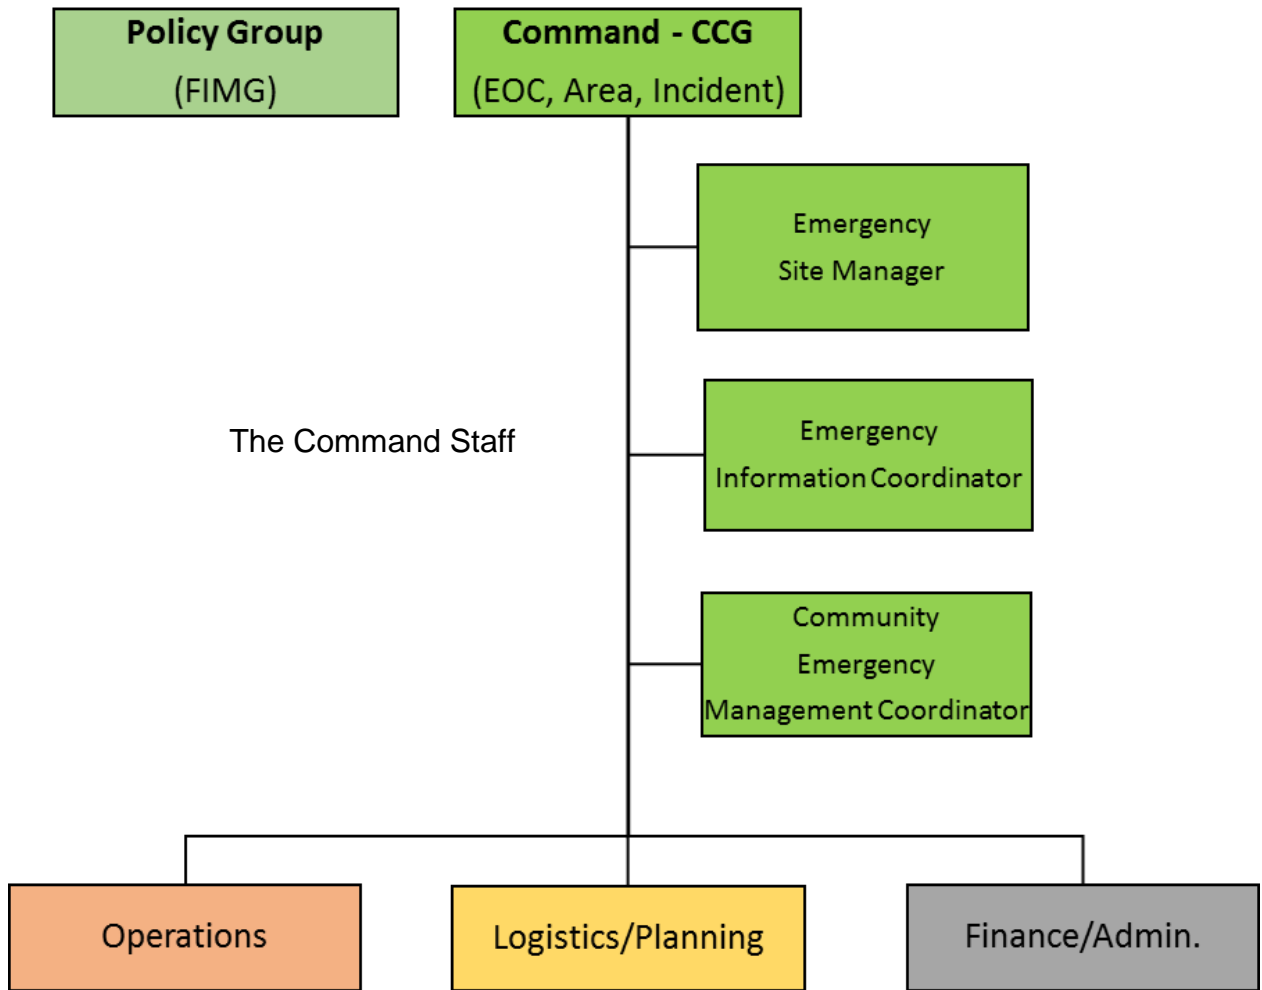 Policy Group
(FIMG)
Command - CCG
(EOC, Area, Incident)
Emergency
Site Manager
The Command Staff
Emergency
Information Coordinator
Community
Emergency
Management Coordinator
Operations
Logistics/Planning
Finance/Admin.